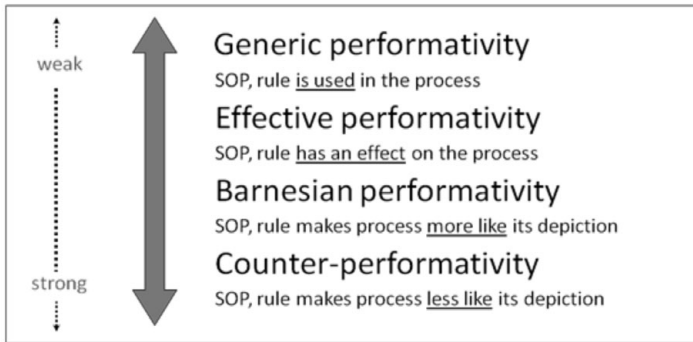 weak
Generic performativity
SOP, rule is used in the process
Effective performativity
SOP, rule has an effect on the process
Barnesian performativity
SOP, rule makes process more like its depiction
strong
Counter-performativity
SOP, rule makes process less like its depiction